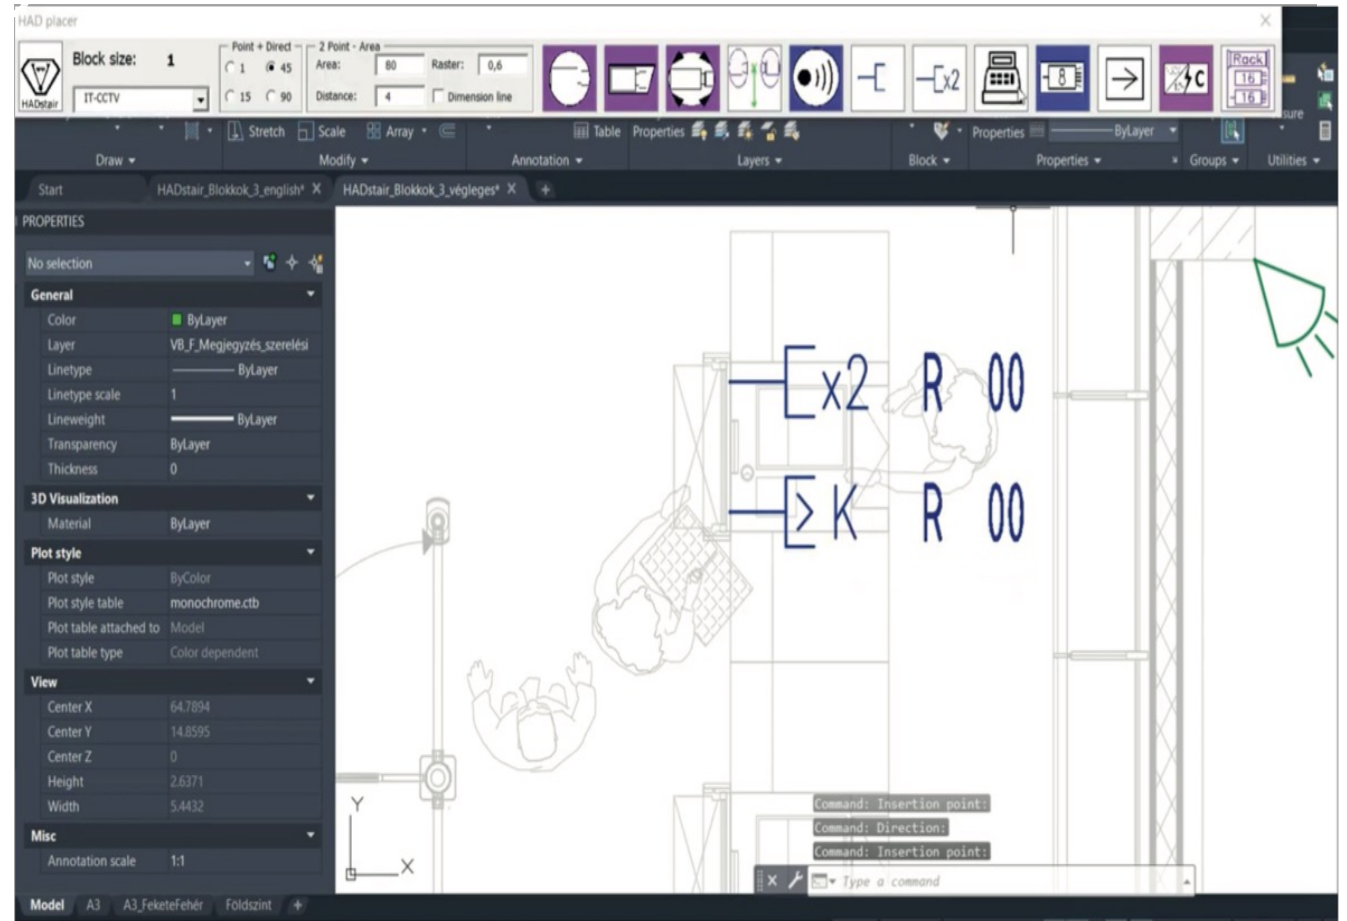 HAD placer
Block size: 1
Point + Direct
1 45
15 90
2 Point - Area
Area: 80 Raster: 0,6
Distance: 4 Dimension line
HADstair
IT-CCTV
x2
8
C
Rack
16
16
Stretch Scale Array Table Properties Properties ByLayer
Draw Modify Annotation Layers Block Properties Groups Utilities
Start HADstair_Blokkok_3_english* HADstair_Blokkok_3_végleges*
PROPERTIES
No selection
General
Color ByLayer
Layer VB_F_Megjegyzés_szerelési
Linetype ByLayer
Linetype scale 1
Lineweight ByLayer
Transparency ByLayer
Thickness 0
3D Visualization
Material ByLayer
Plot style
Plot style ByColor
Plot style table monochrome.ctb
Plot table attached to Model
Plot table type Color dependent
View
Center X 64.7894
Center Y 14.8595
Center Z 0
Height 2.6371
Width 5.4432
Misc
Annotation scale 1:1
x2 R 00
K R 00
Y
X
Command: Insertion point:
Command: Direction:
Command: Insertion point:
Type a command
Model A3 A3_FeketeFehér Földszint +